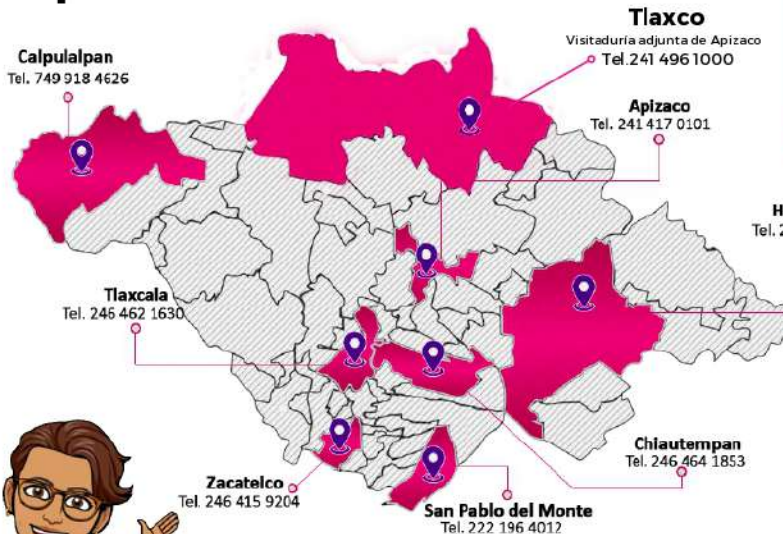 Tlaxco
Visitaduría adjunta de Apizaco
Tel.241 496 1000
Calpulalpan
Tel. 749 918 4626
Apizaco
Tel. 241 417 0101
Tlaxcala
Tel. 246 462 1630
Chiautempan
Tel. 246 464 1853
Zacatelco
Tel. 246 415 9204
San Pablo del Monte
Tel. 222 196 4012